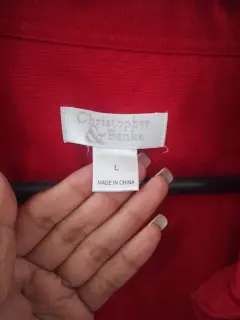 Christopher
& Banks
L
MADE IN CHINA